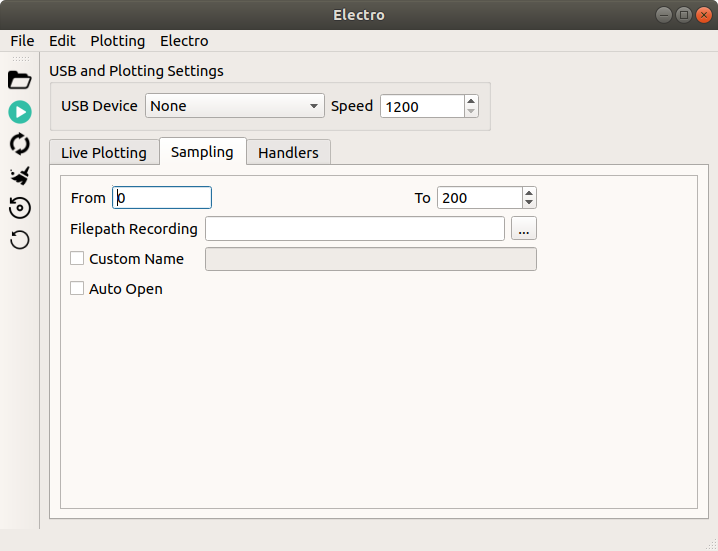 Electro
File Edit Plotting Electro
USB and Plotting Settings
USB Device None Speed 1200
Live Plotting Sampling Handlers
From 0 To 200
Filepath Recording ...
Custom Name
Auto Open